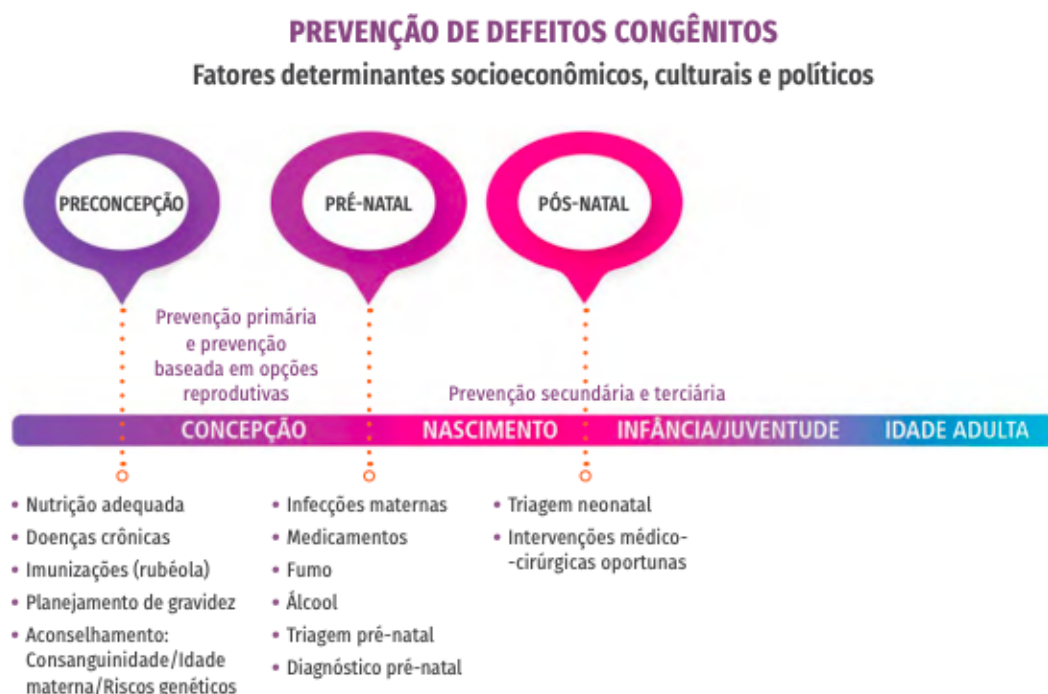 PREVENÇÃO DE DEFEITOS CONGÊNITOS
Fatores determinantes socioeconômicos, culturais e políticos
PRECONCEPÇÃO
PRÉ-NATAL
PÓS-NATAL
Prevenção primária
e prevenção
baseada em opções
reprodutivas
Prevenção secundária e terciária
CONCEPÇÃO
NASCIMENTO
INFÂNCIA/JUVENTUDE
IDADE ADULTA
• Nutrição adequada
• Doenças crônicas
• Imunizações (rubéola)
• Planejamento de gravidez
• Aconselhamento:
Consanguinidade/Idade
materna/Riscos genéticos
• Infecções maternas
• Medicamentos
• Fumo
• Álcool
• Triagem pré-natal
• Diagnóstico pré-natal
• Triagem neonatal
• Intervenções médico-
-cirúrgicas oportunas